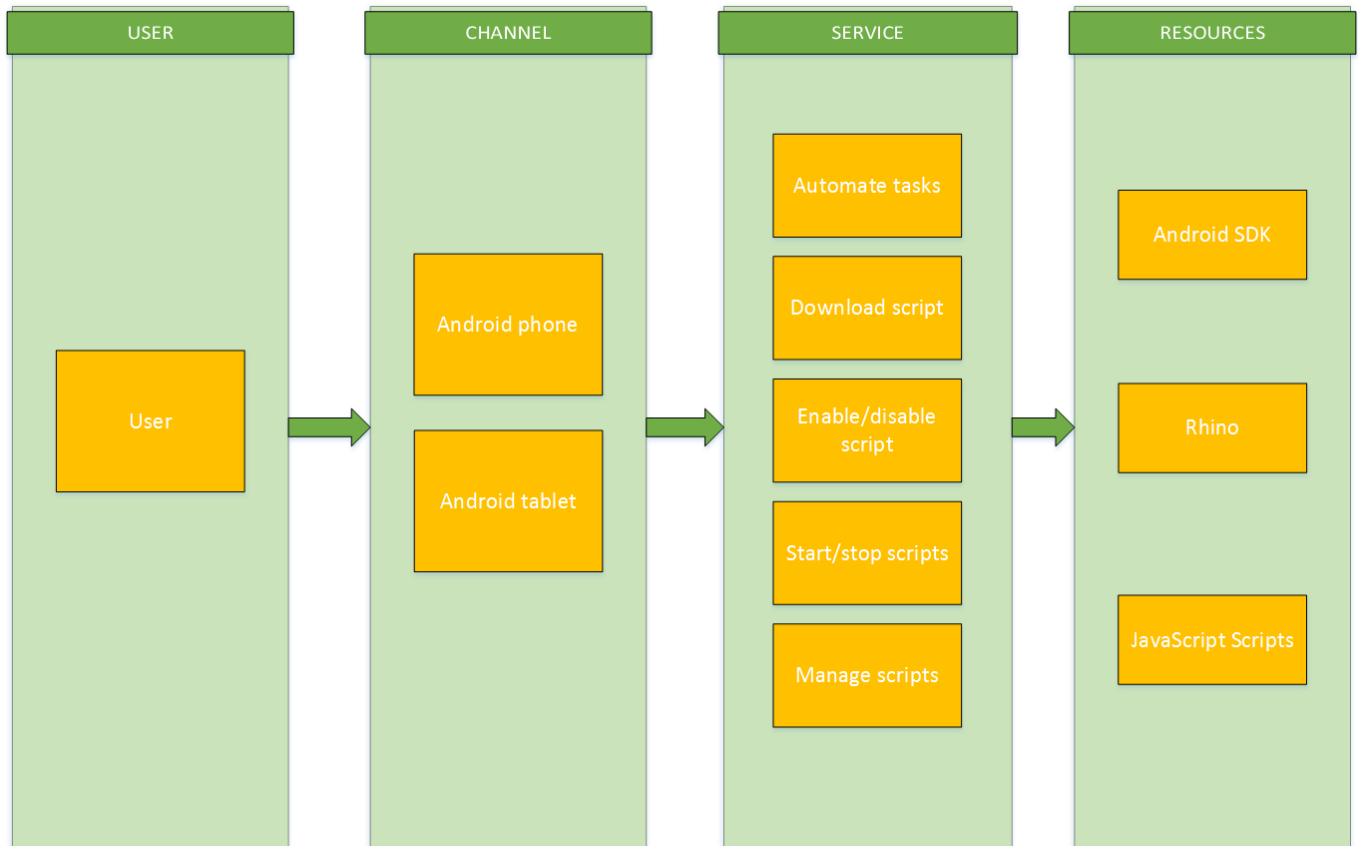 USER
User
CHANNEL
Android phone
Android tablet
SERVICE
Automate tasks
Download script
Enable/disable
script
Start/stop scripts
Manage scripts
RESOURCES
Android SDK
Rhino
JavaScript Scripts